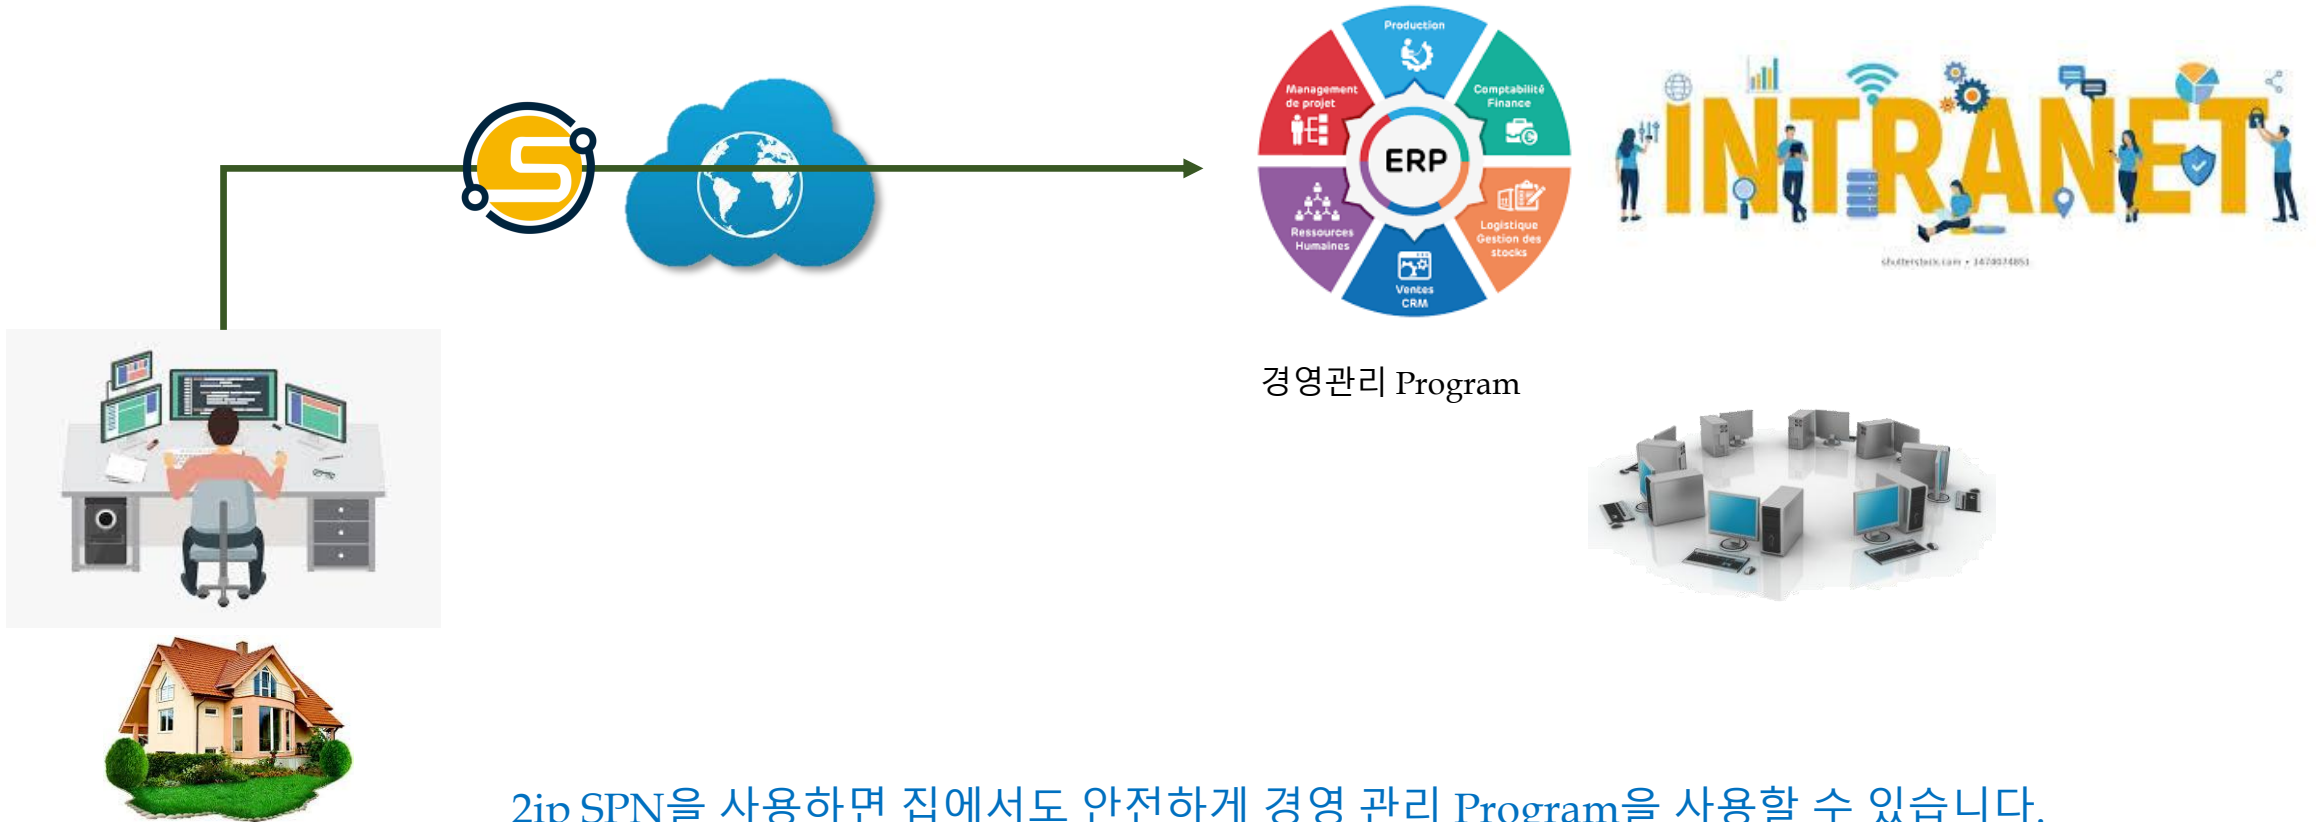 Production
Management
de projet
Comptabilité
Finance
ERP
Ressources
Humaines
Logistique
Gestion des
stocks
Ventes
CRM
INTRANET
shutterstock.com • 1474074851
경영관리 Program
2ip SPN을 사용하면 집에서도 안전하게 경영 관리 Program을 사용할 수 있습니다.